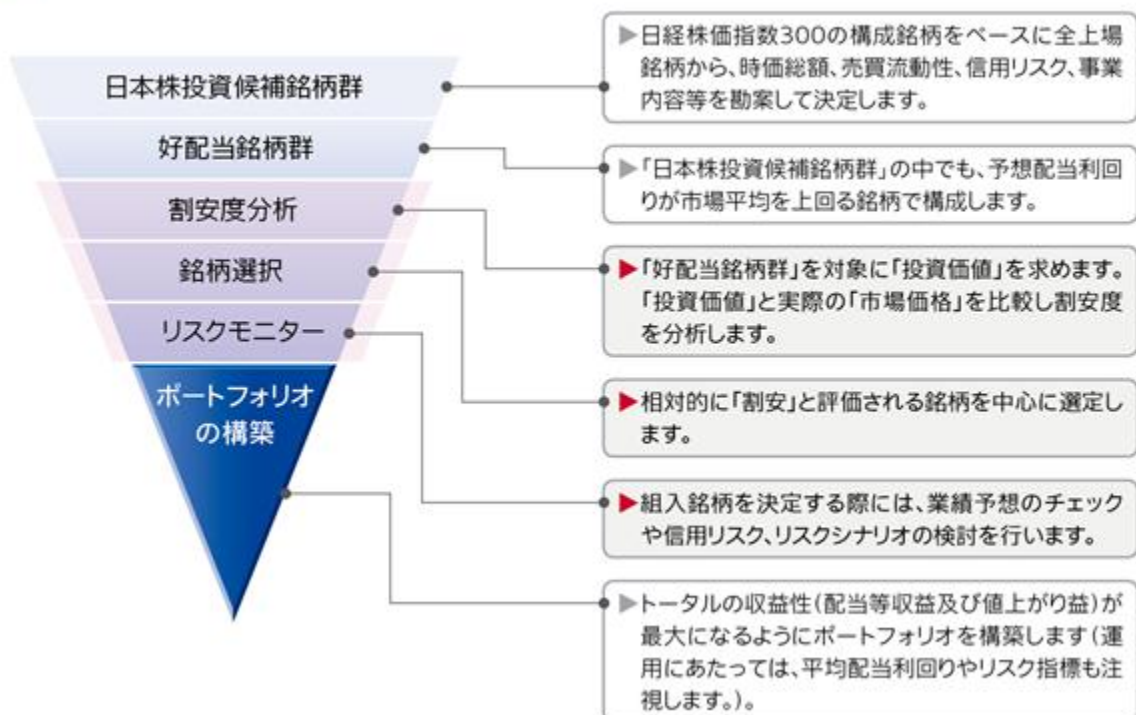 日本株投資候補銘柄群
好配当銘柄群
割安度分析
銘柄選択
リスクモニター
ポートフォリオ
の構築
▶日経株価指数300の構成銘柄をベースに全上場
銘柄から、時価総額、売買流動性、信用リスク、事業
内容等を勘案して決定します。
▶「日本株投資候補銘柄群」の中でも、予想配当利回
りが市場平均を上回る銘柄で構成します。
▶「好配当銘柄群」を対象に「投資価値」を求めます。
「投資価値」と実際の「市場価格」を比較し割安度
を分析します。
▶相対的に「割安」と評価される銘柄を中心に選定し
ます。
▶組入銘柄を決定する際には、業績予想のチェック
や信用リスク、リスクシナリオの検討を行います。
▶トータルの収益性(配当等収益及び値上がり益)が
最大になるようにポートフォリオを構築します(運
用にあたっては、平均配当利回りやリスク指標も注
視します。)。